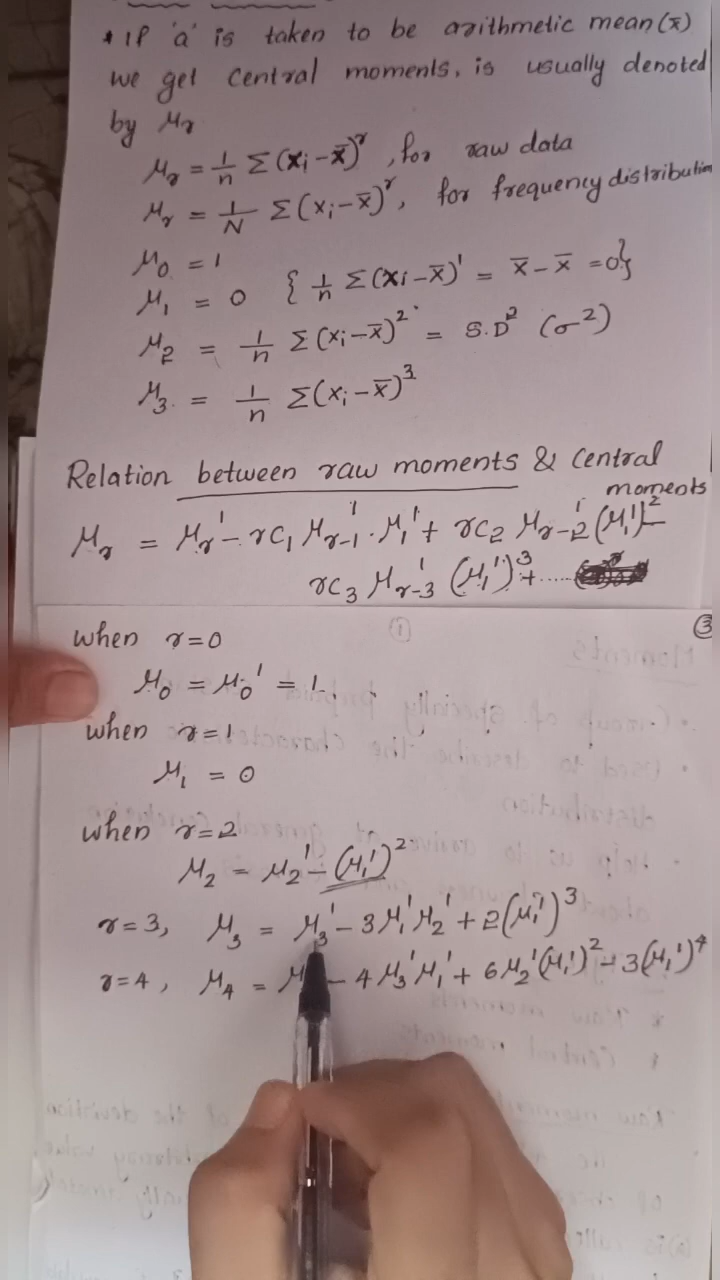 * If 'a' is taken to be arithmetic mean (x̄)
we get central moments, is usually denoted
by μr
μr = 1/n Σ(xi – x̄)^r , for raw data
μr = 1/N Σ(xi – x̄)^r, for frequency distribution
μ0 = 1
μ1 = 0 { 1/n Σ(xi – x̄)^1 = x̄ – x̄ = 0}
μ2 = 1/n Σ(xi – x̄)^2 = S.D^2 (σ^2)
μ3 = 1/n Σ(xi – x̄)^3
Relation between raw moments & central
moments
μr = μr' – rC1 μr-1' . μ1' + rC2 μr-2' (μ1')^2 –
rC3 μr-3' (μ1')^3 + .....
③
when r = 0
μ0 = μ0' = 1.
when r = 1
μ1 = 0
when r = 2
μ2 = μ2' – (μ1')^2
r = 3, μ3 = μ3' – 3μ1'μ2' + 2(μ1')^3
r = 4, μ4 = μ – 4μ3'μ1' + 6μ2'(μ1')^2 – 3(μ1')^4